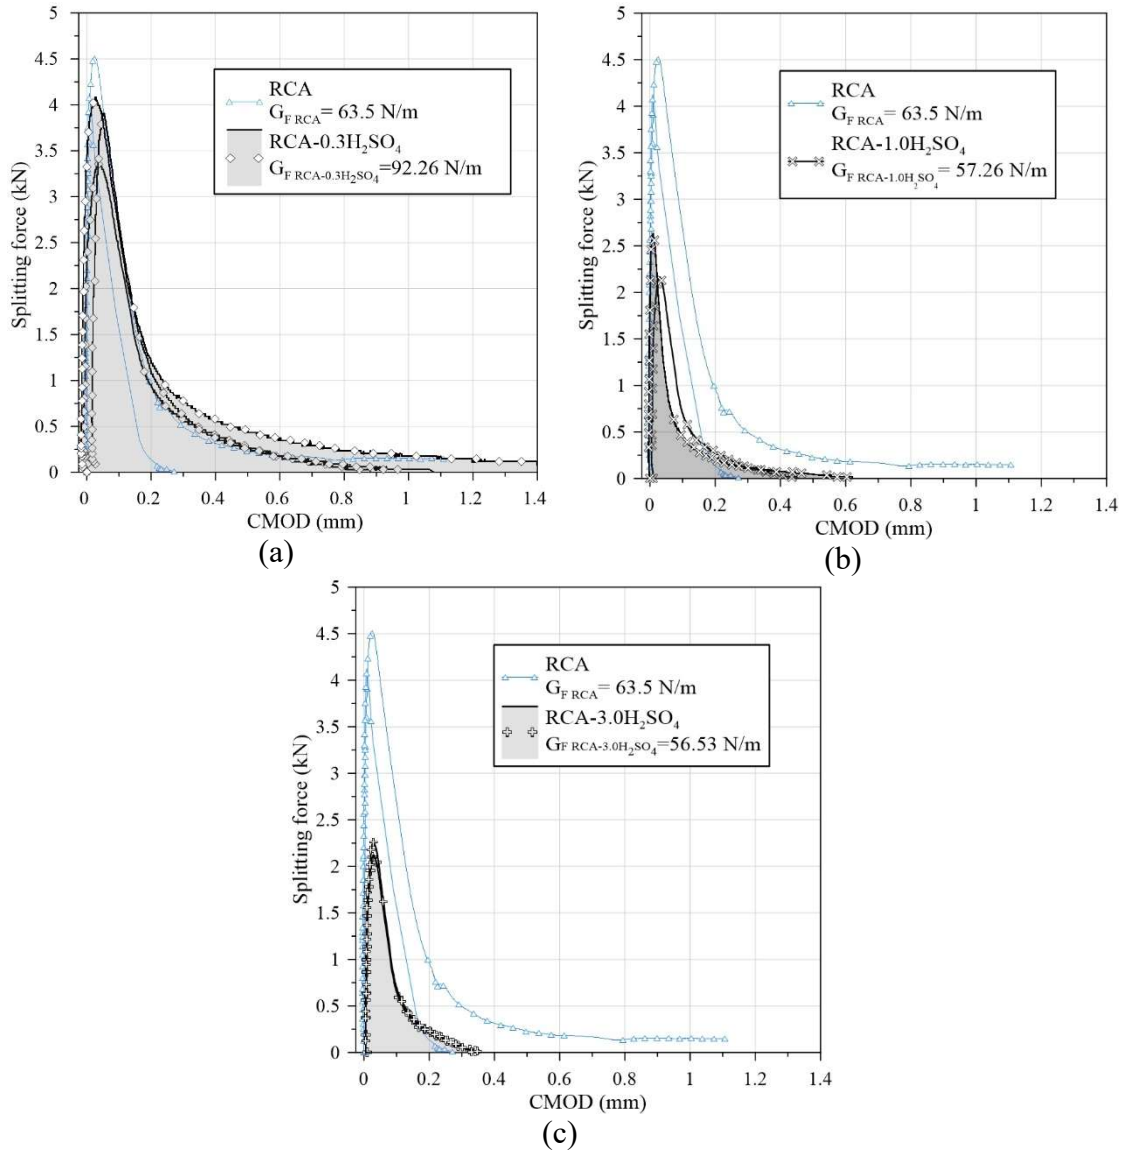 (a)
Splitting force (kN)
5
4.5
4
3.5
3
2.5
2
1.5
1
0.5
0
0 0.2 0.4 0.6 0.8 1 1.2 1.4
CMOD (mm)
RCA
G_F RCA= 63.5 N/m
RCA-0.3H₂SO₄
G_F RCA-0.3H₂SO₄=92.26 N/m
(b)
Splitting force (kN)
5
4.5
4
3.5
3
2.5
2
1.5
1
0.5
0
0 0.2 0.4 0.6 0.8 1 1.2 1.4
CMOD (mm)
RCA
G_F RCA= 63.5 N/m
RCA-1.0H₂SO₄
G_F RCA-1.0H₂SO₄= 57.26 N/m
(c)
Splitting force (kN)
5
4.5
4
3.5
3
2.5
2
1.5
1
0.5
0
0 0.2 0.4 0.6 0.8 1 1.2 1.4
CMOD (mm)
RCA
G_F RCA= 63.5 N/m
RCA-3.0H₂SO₄
G_F RCA-3.0H₂SO₄=56.53 N/m